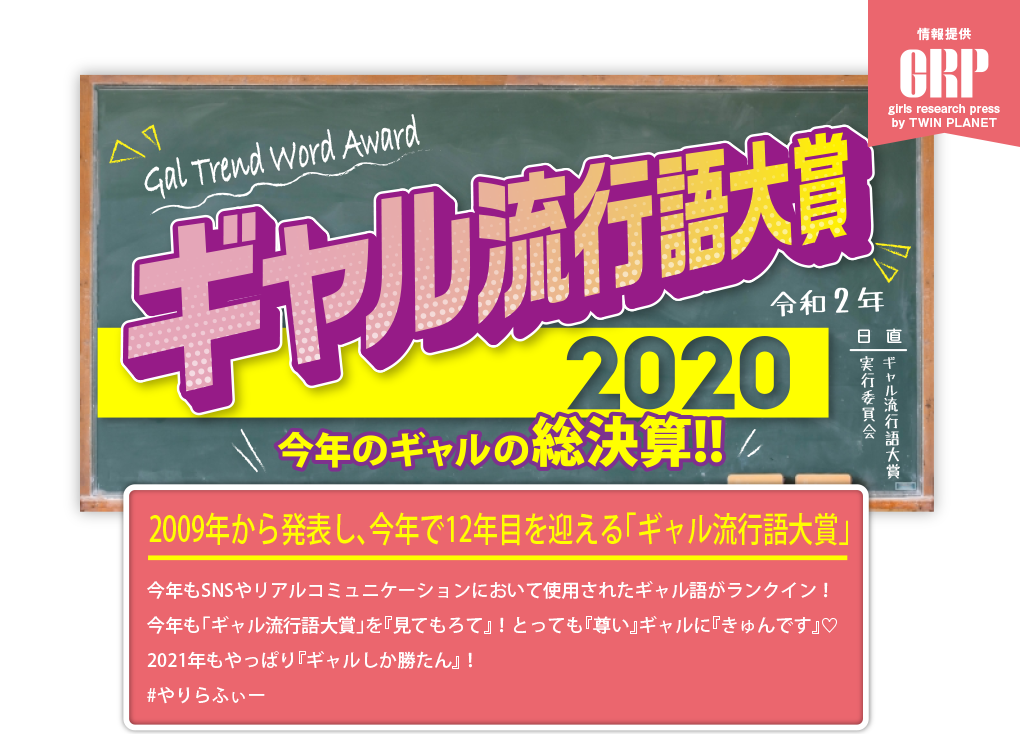 情報提供
GRP
girls research press
by TWIN PLANET
Gal Trend Word Award
ギャル流行語大賞
令和2年
2020
日直
ギャル流行語大賞
実行委員会
今年のギャルの総決算!!
2009年から発表し、今年で12年目を迎える「ギャル流行語大賞」
今年もSNSやリアルコミュニケーションにおいて使用されたギャル語がランクイン！
今年も「ギャル流行語大賞」を『見てもろて』！とっても『尊い』ギャルに『きゅんです』♡
2021年もやっぱり『ギャルしか勝たん』！
#やりらふぃー